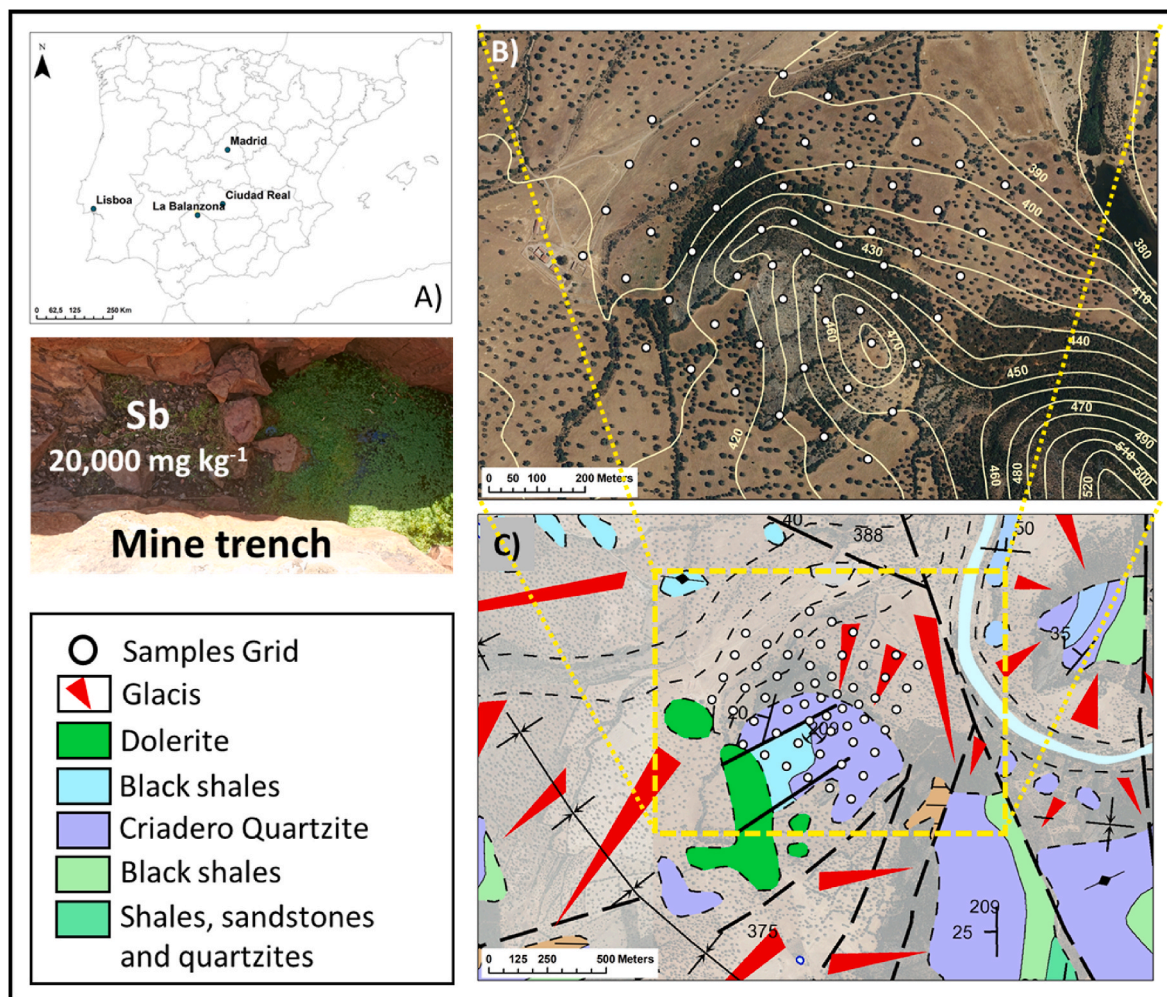 N
Madrid
Ciudad Real
Lisboa
La Balanzona
0 62,5 125 250 Km
A)
Sb
20,000 mg kg-1
Mine trench
Samples Grid
Glacis
Dolerite
Black shales
Criadero Quartzite
Black shales
Shales, sandstones
and quartzites
B)
390
400
380
430
410
470
460
440
450
420
470
490
510
500
460
480
520
0 50 100 200 Meters
C)
40
388
50
35
20
209
209
25
375
0 125 250 500 Meters